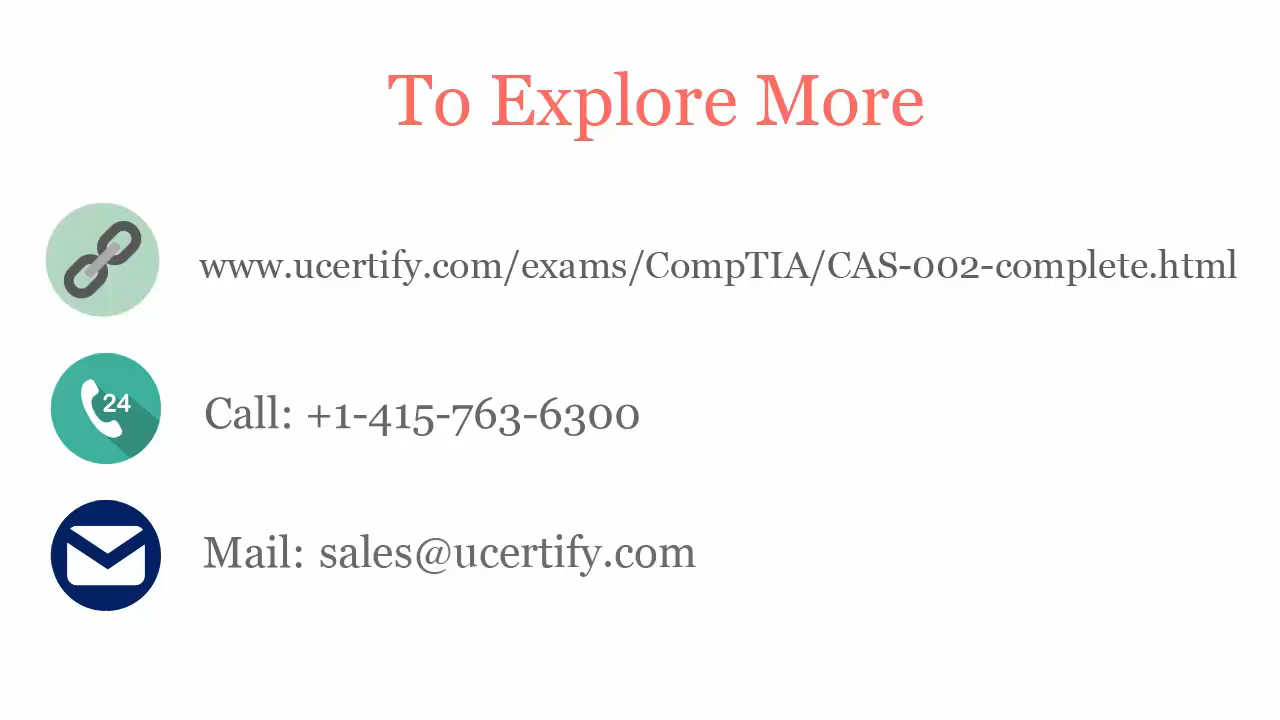 To Explore More
www.ucertify.com/exams/CompTIA/CAS-002-complete.html
24
Call: +1-415-763-6300
Mail: sales@ucertify.com